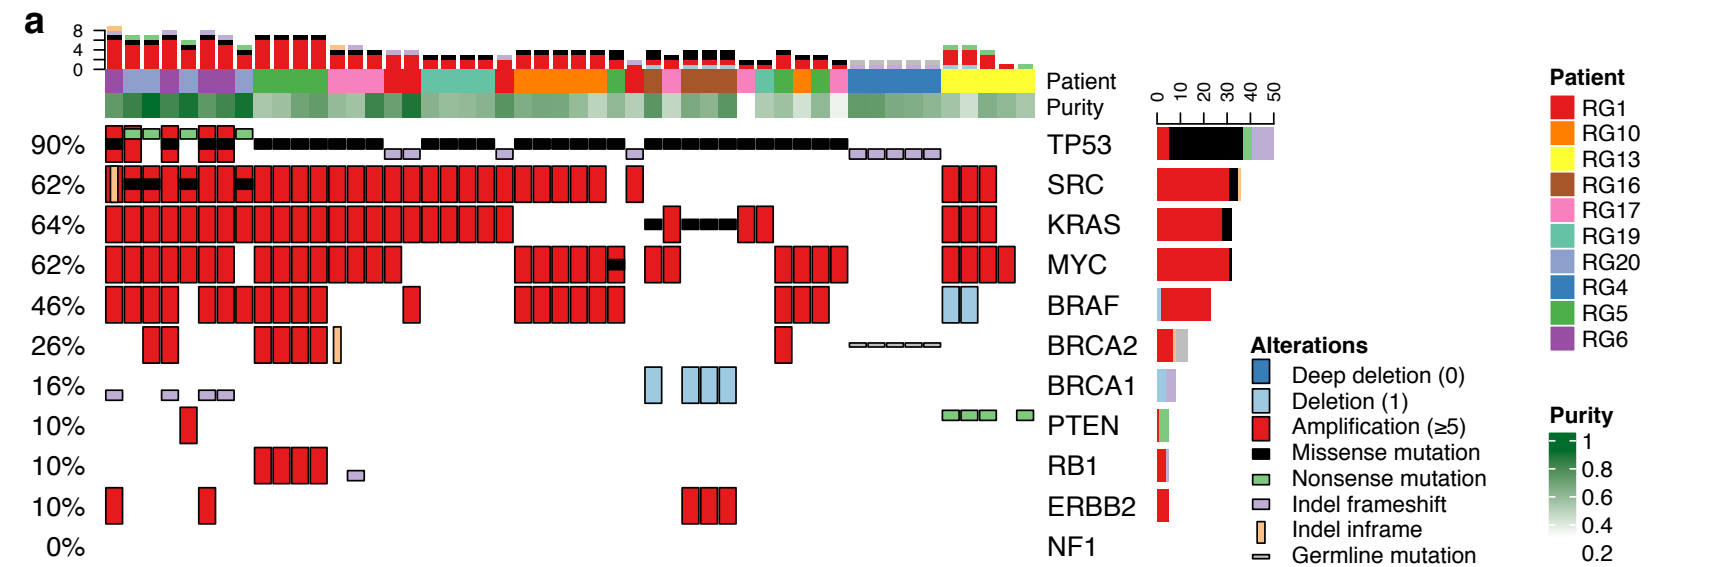 a
8
4
0
Patient
Purity
0 10 20 30 40 50
90% TP53
62% SRC
64% KRAS
62% MYC
46% BRAF
26% BRCA2
16% BRCA1
10% PTEN
10% RB1
10% ERBB2
0% NF1
Alterations
Deep deletion (0)
Deletion (1)
Amplification (≥5)
Missense mutation
Nonsense mutation
Indel frameshift
Indel inframe
Germline mutation
Patient
RG1
RG10
RG13
RG16
RG17
RG19
RG20
RG4
RG5
RG6
Purity
1
0.8
0.6
0.4
0.2